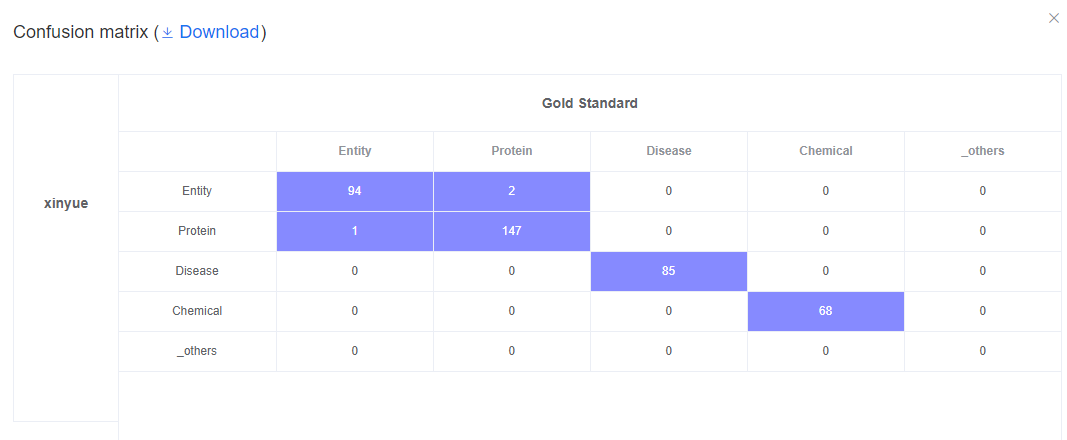 Confusion matrix (Download)
Gold Standard
Entity Protein Disease Chemical _others
Entity 94 2 0 0 0
xinyue
Protein 1 147 0 0 0
Disease 0 0 85 0 0
Chemical 0 0 0 68 0
_others 0 0 0 0 0